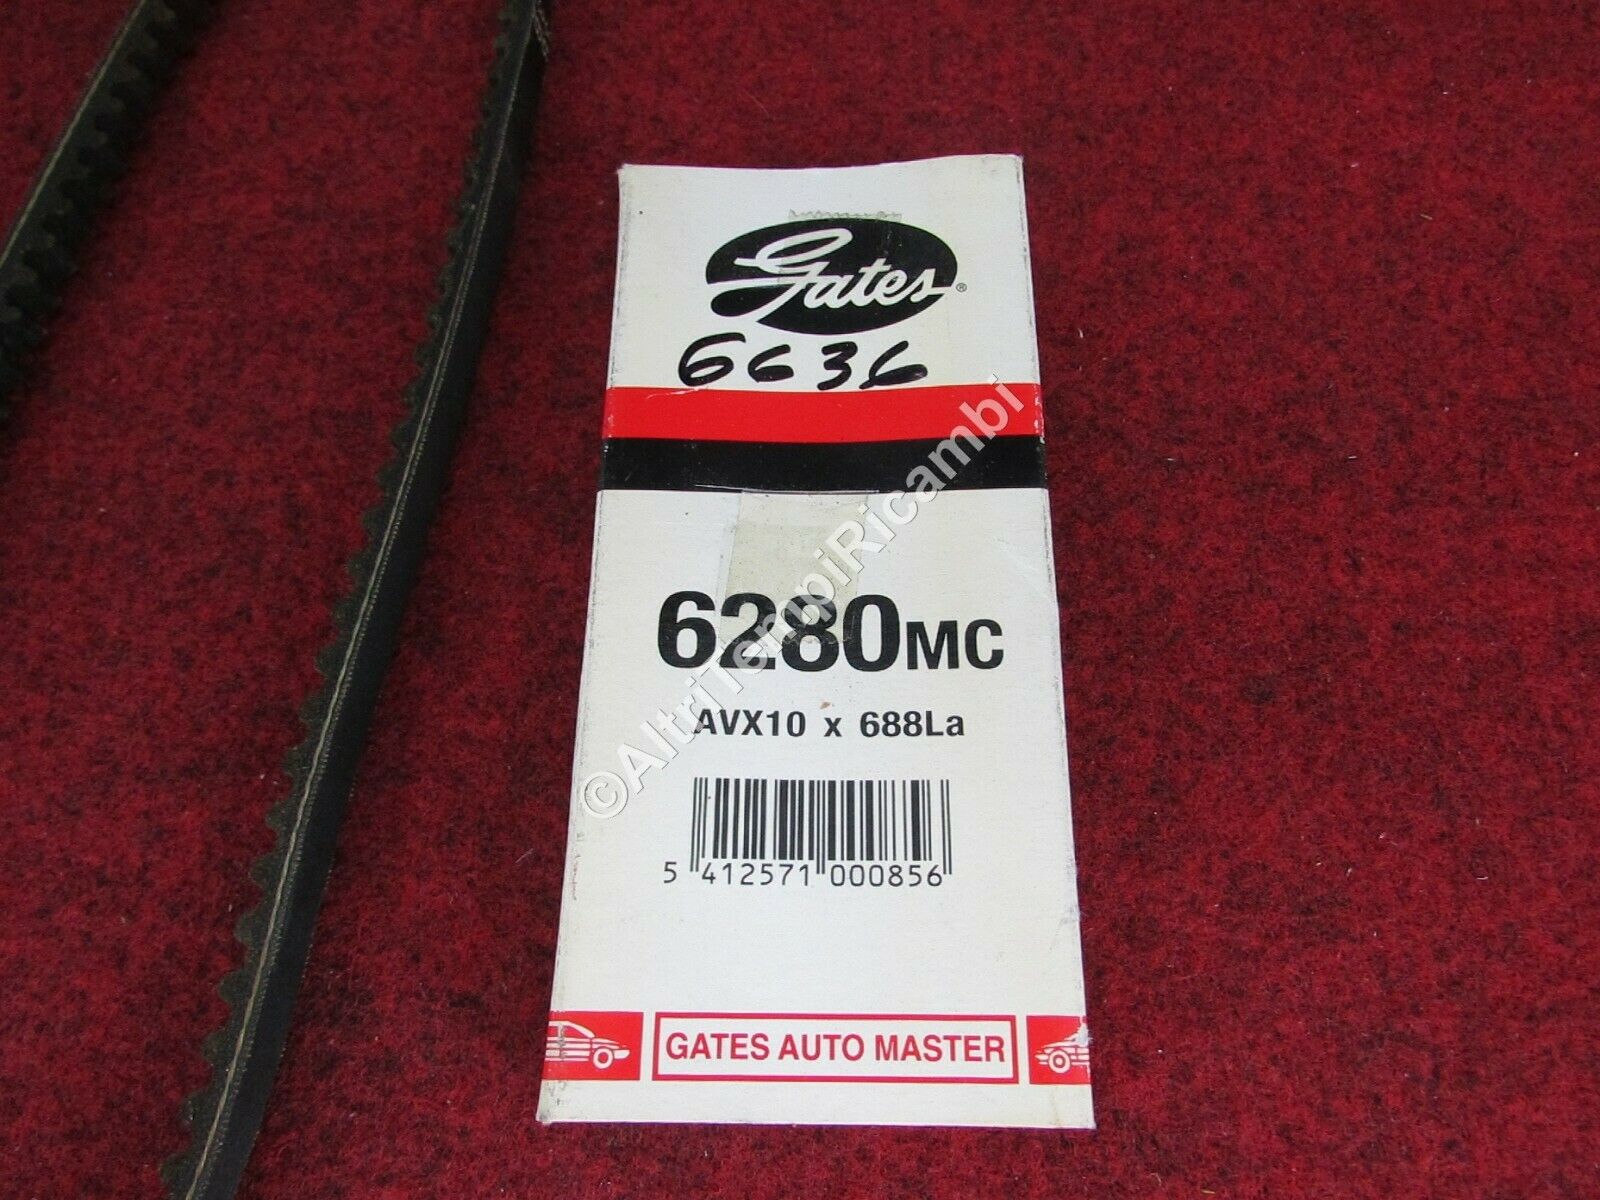 Gates®
6636
6280MC
AVX10 x 688La
5 412571 000856
GATES AUTO MASTER
©AltriTempiRicambi